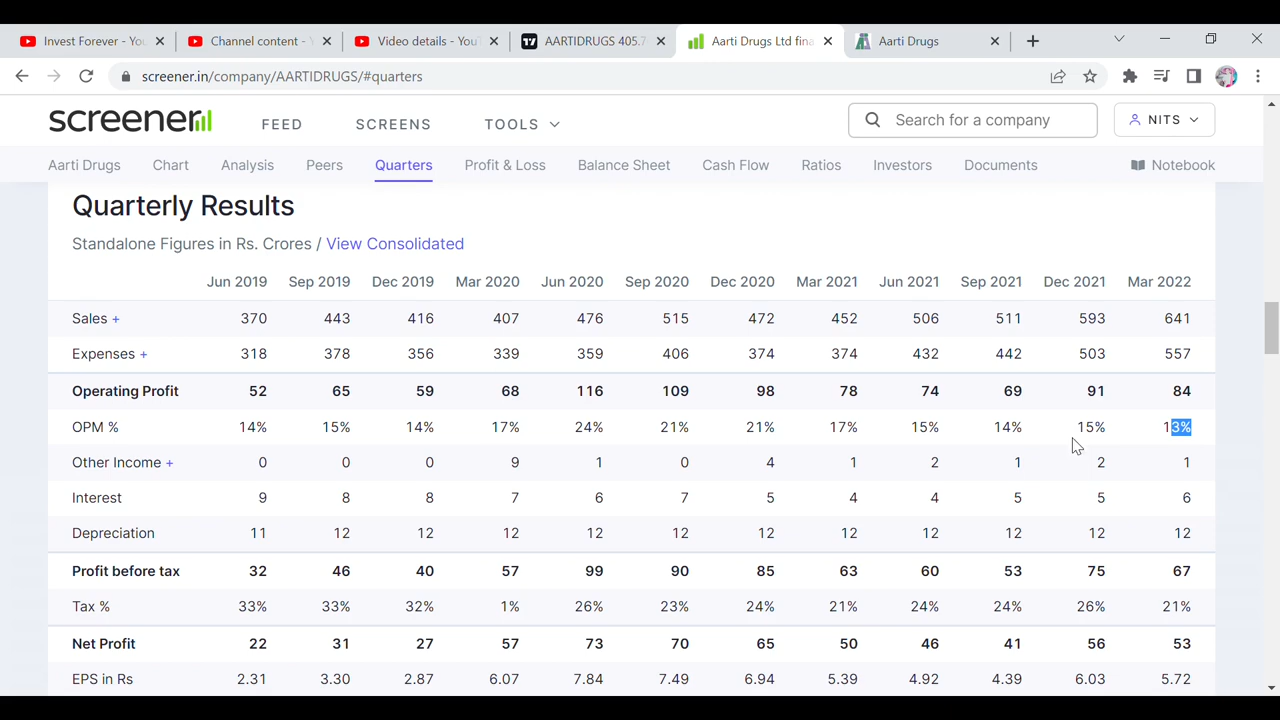 Invest Forever - You
Channel content - Y
Video details - YouT
AARTIDRUGS 405.7
Aarti Drugs Ltd fina
Aarti Drugs
screener.in/company/AARTIDRUGS/#quarters
screener
FEED
SCREENS
TOOLS
Search for a company
NITS
Aarti Drugs Chart Analysis Peers Quarters Profit & Loss Balance Sheet Cash Flow Ratios Investors Documents Notebook
Quarterly Results
Standalone Figures in Rs. Crores / View Consolidated
Jun 2019 Sep 2019 Dec 2019 Mar 2020 Jun 2020 Sep 2020 Dec 2020 Mar 2021 Jun 2021 Sep 2021 Dec 2021 Mar 2022
Sales + 370 443 416 407 476 515 472 452 506 511 593 641
Expenses + 318 378 356 339 359 406 374 374 432 442 503 557
Operating Profit 52 65 59 68 116 109 98 78 74 69 91 84
OPM % 14% 15% 14% 17% 24% 21% 21% 17% 15% 14% 15% 13%
Other Income + 0 0 0 9 1 0 4 1 2 1 2 1
Interest 9 8 8 7 6 7 5 4 4 5 5 6
Depreciation 11 12 12 12 12 12 12 12 12 12 12 12
Profit before tax 32 46 40 57 99 90 85 63 60 53 75 67
Tax % 33% 33% 32% 1% 26% 23% 24% 21% 24% 24% 26% 21%
Net Profit 22 31 27 57 73 70 65 50 46 41 56 53
EPS in Rs 2.31 3.30 2.87 6.07 7.84 7.49 6.94 5.39 4.92 4.39 6.03 5.72